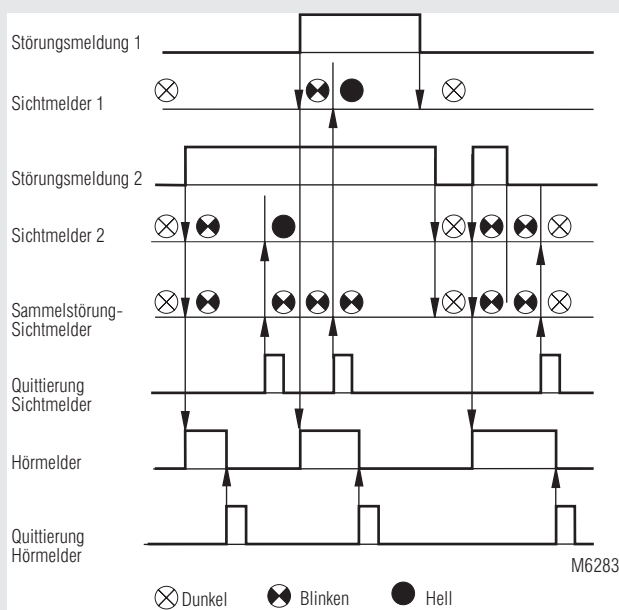 Störungsmeldung 1
Sichtmelder 1
Störungsmeldung 2
Sichtmelder 2
Sammelstörung-
Sichtmelder
Quittierung
Sichtmelder
Hörmelder
Quittierung
Hörmelder
M6283
Dunkel Blinken Hell